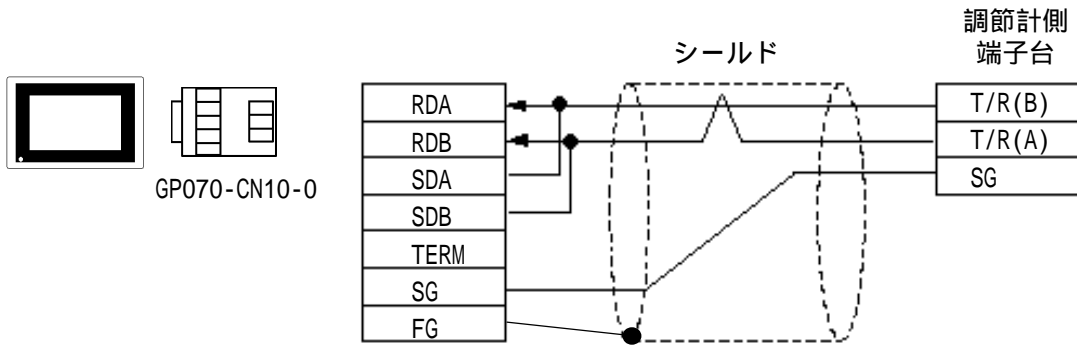 調節計側
端子台
シールド
RDA
RDB
SDA
SDB
TERM
SG
FG
T/R(B)
T/R(A)
SG
GP070-CN10-0